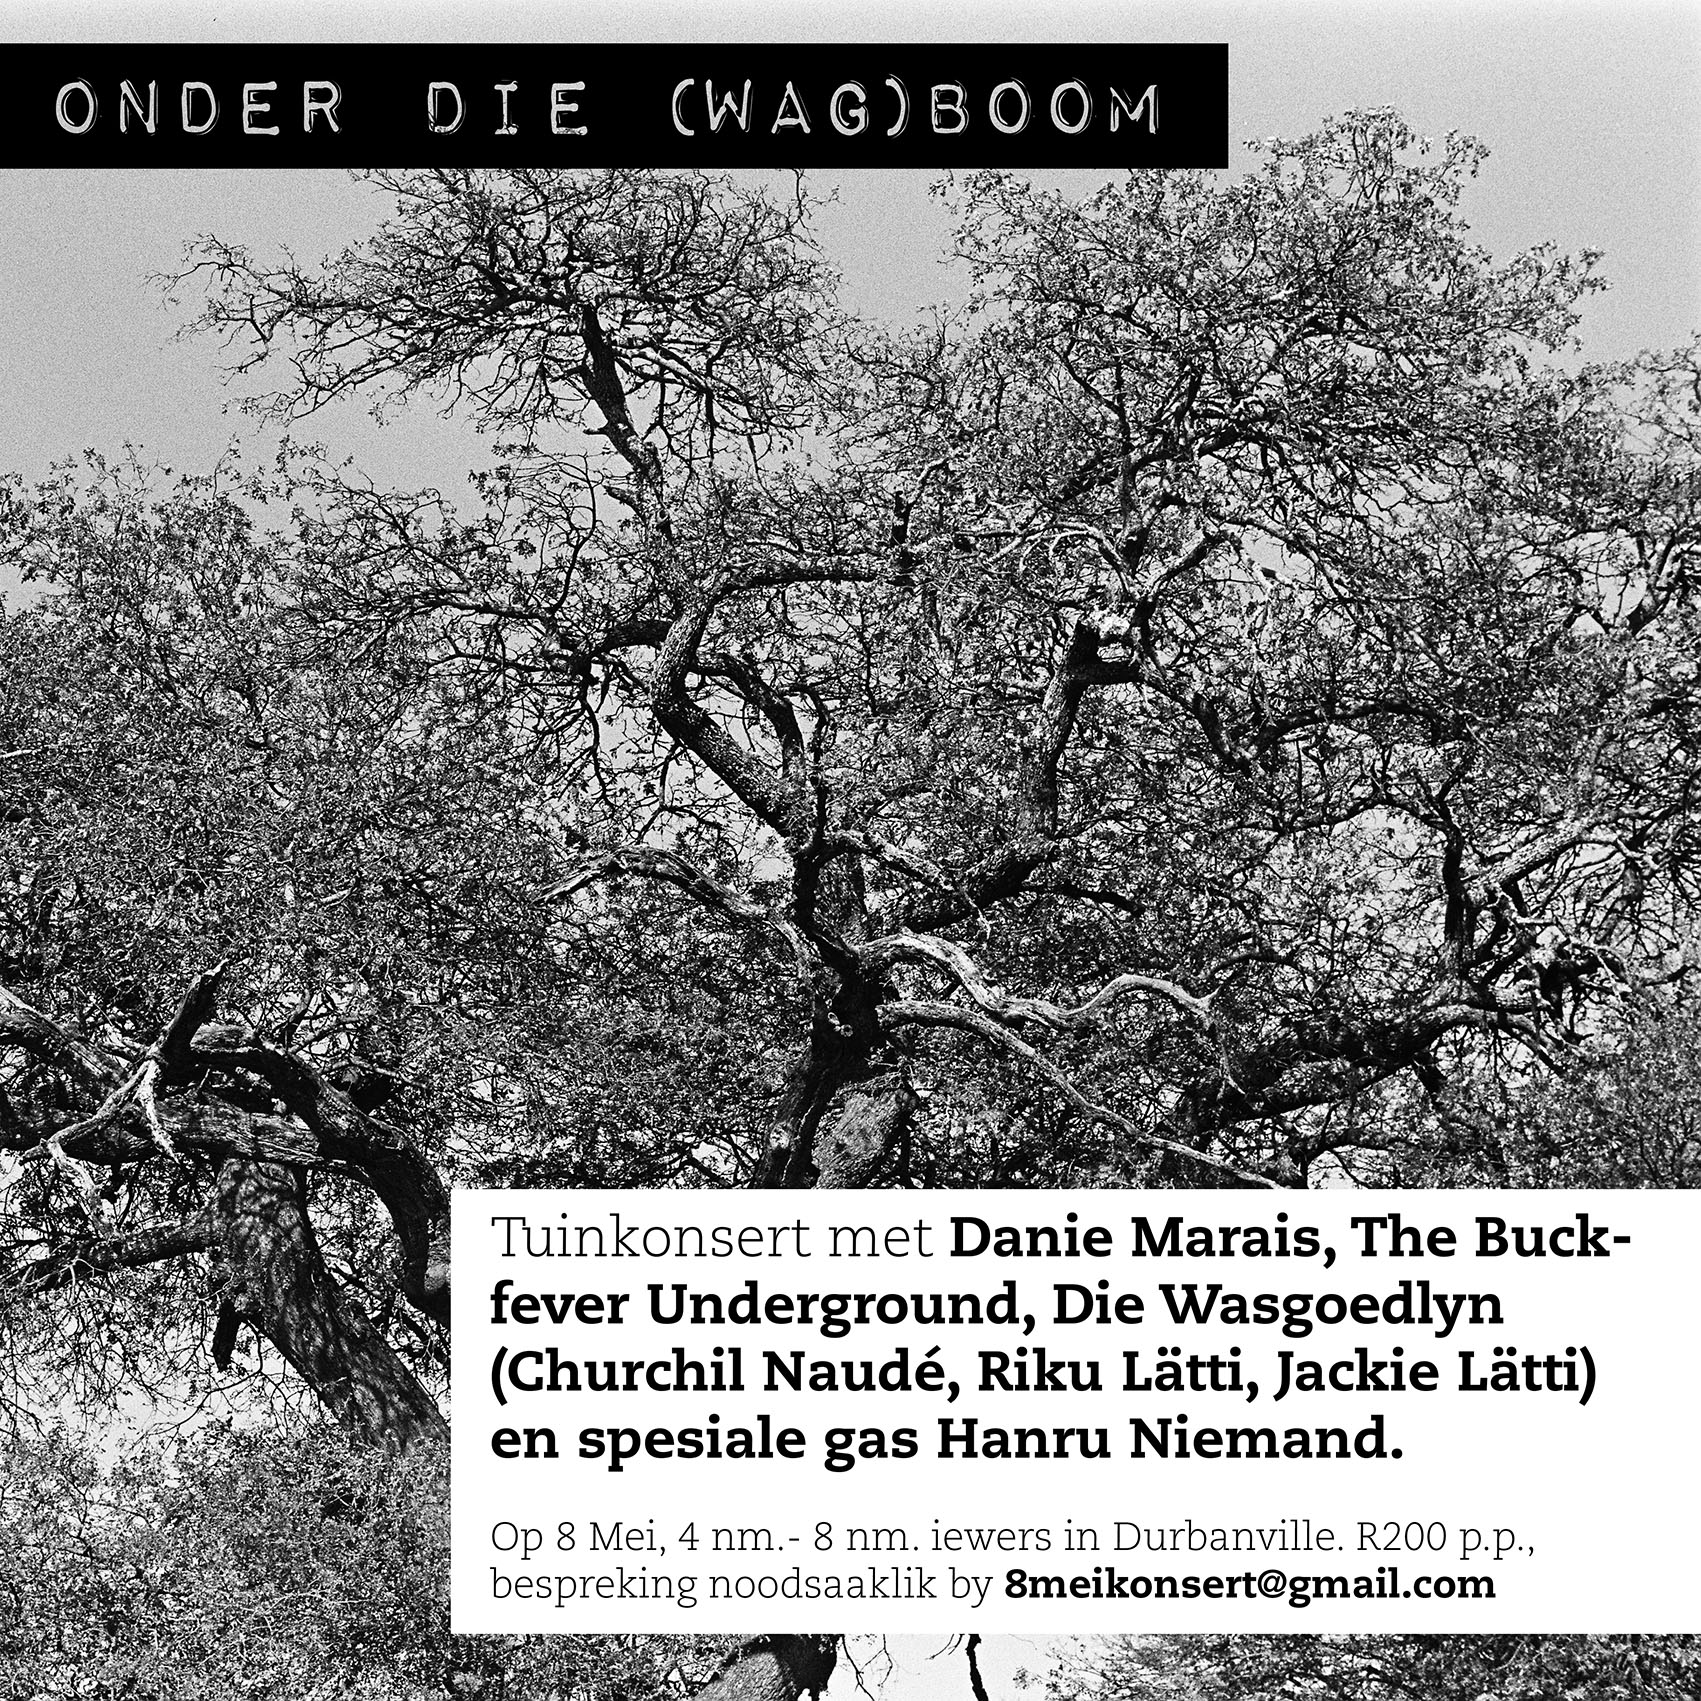 ONDER DIE (WAG)BOOM
Tuinkonsert met Danie Marais, The Buck-
fever Underground, Die Wasgoedlyn
(Churchil Naudé, Riku Lätti, Jackie Lätti)
en spesiale gas Hanru Niemand.
Op 8 Mei, 4 nm.- 8 nm. iewers in Durbanville. R200 p.p.,
bespreking noodsaaklik by 8meikonsert@gmail.com